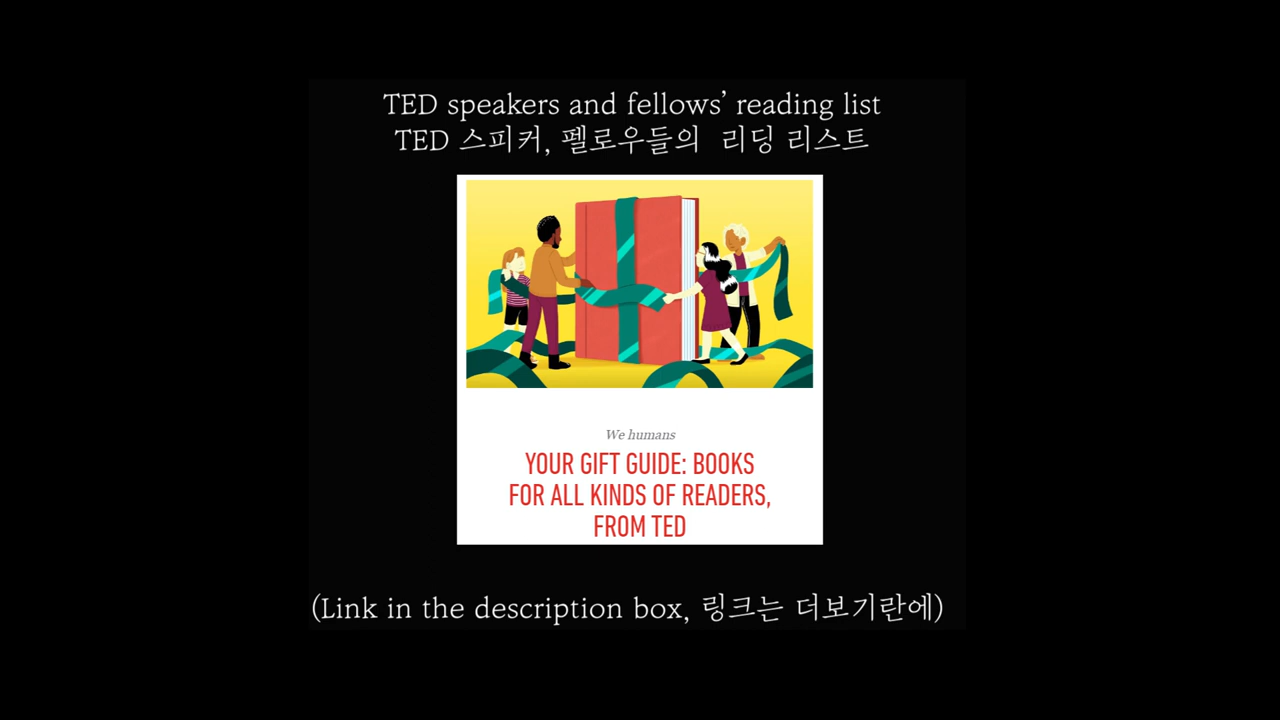 TED speakers and fellows’ reading list
TED 스피커, 펠로우들의 리딩 리스트
We humans
YOUR GIFT GUIDE: BOOKS
FOR ALL KINDS OF READERS,
FROM TED
(Link in the description box, 링크는 더보기란에)